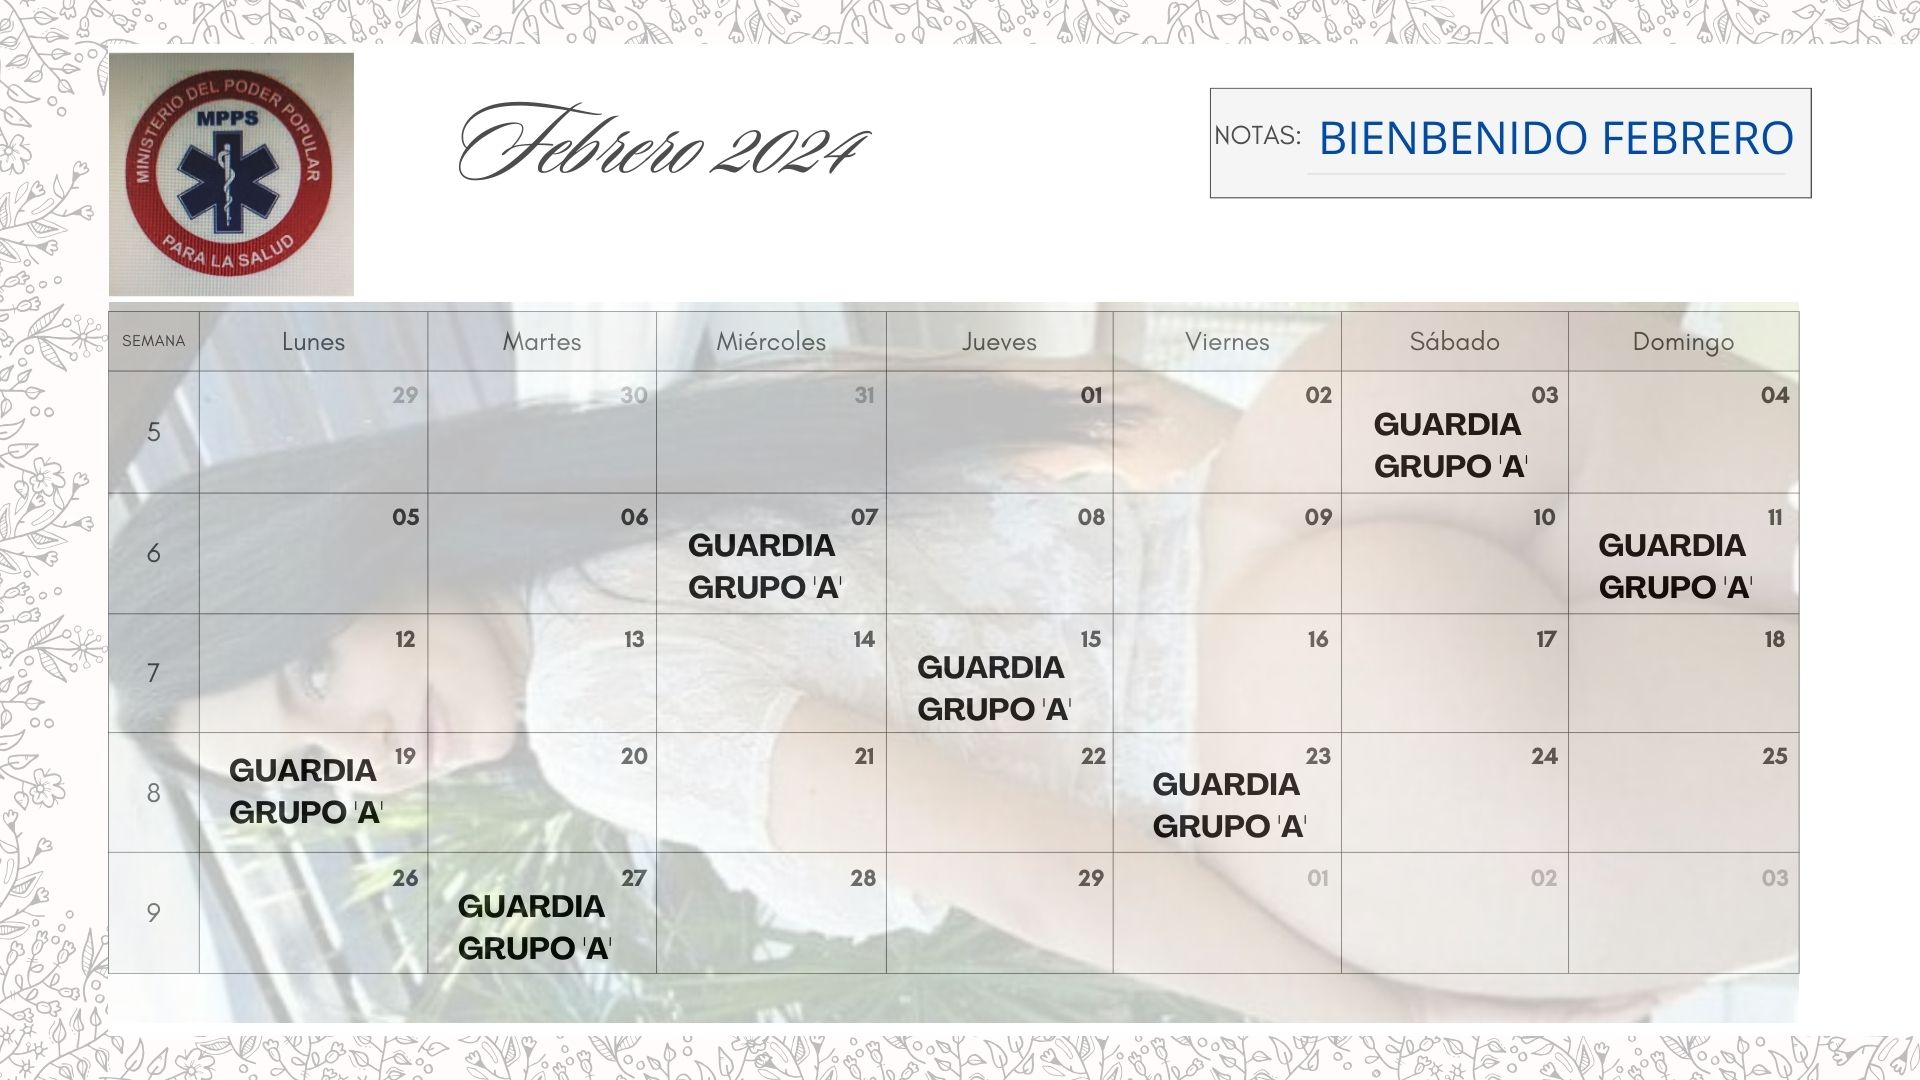 MINISTERIO DEL PODER POPULAR
MPPS
PARA LA SALUD
Febrero 2024
NOTAS: BIENBENIDO FEBRERO
SEMANA Lunes Martes Miércoles Jueves Viernes Sábado Domingo
5 29 30 31 01 02 03 04
GUARDIA
GRUPO 'A'
6 05 06 07 08 09 10 11
GUARDIA GUARDIA
GRUPO 'A' GRUPO 'A'
7 12 13 14 15 16 17 18
GUARDIA
GRUPO 'A'
8 19 20 21 22 23 24 25
GUARDIA GUARDIA
GRUPO 'A' GRUPO 'A'
9 26 27 28 29 01 02 03
GUARDIA
GRUPO 'A'